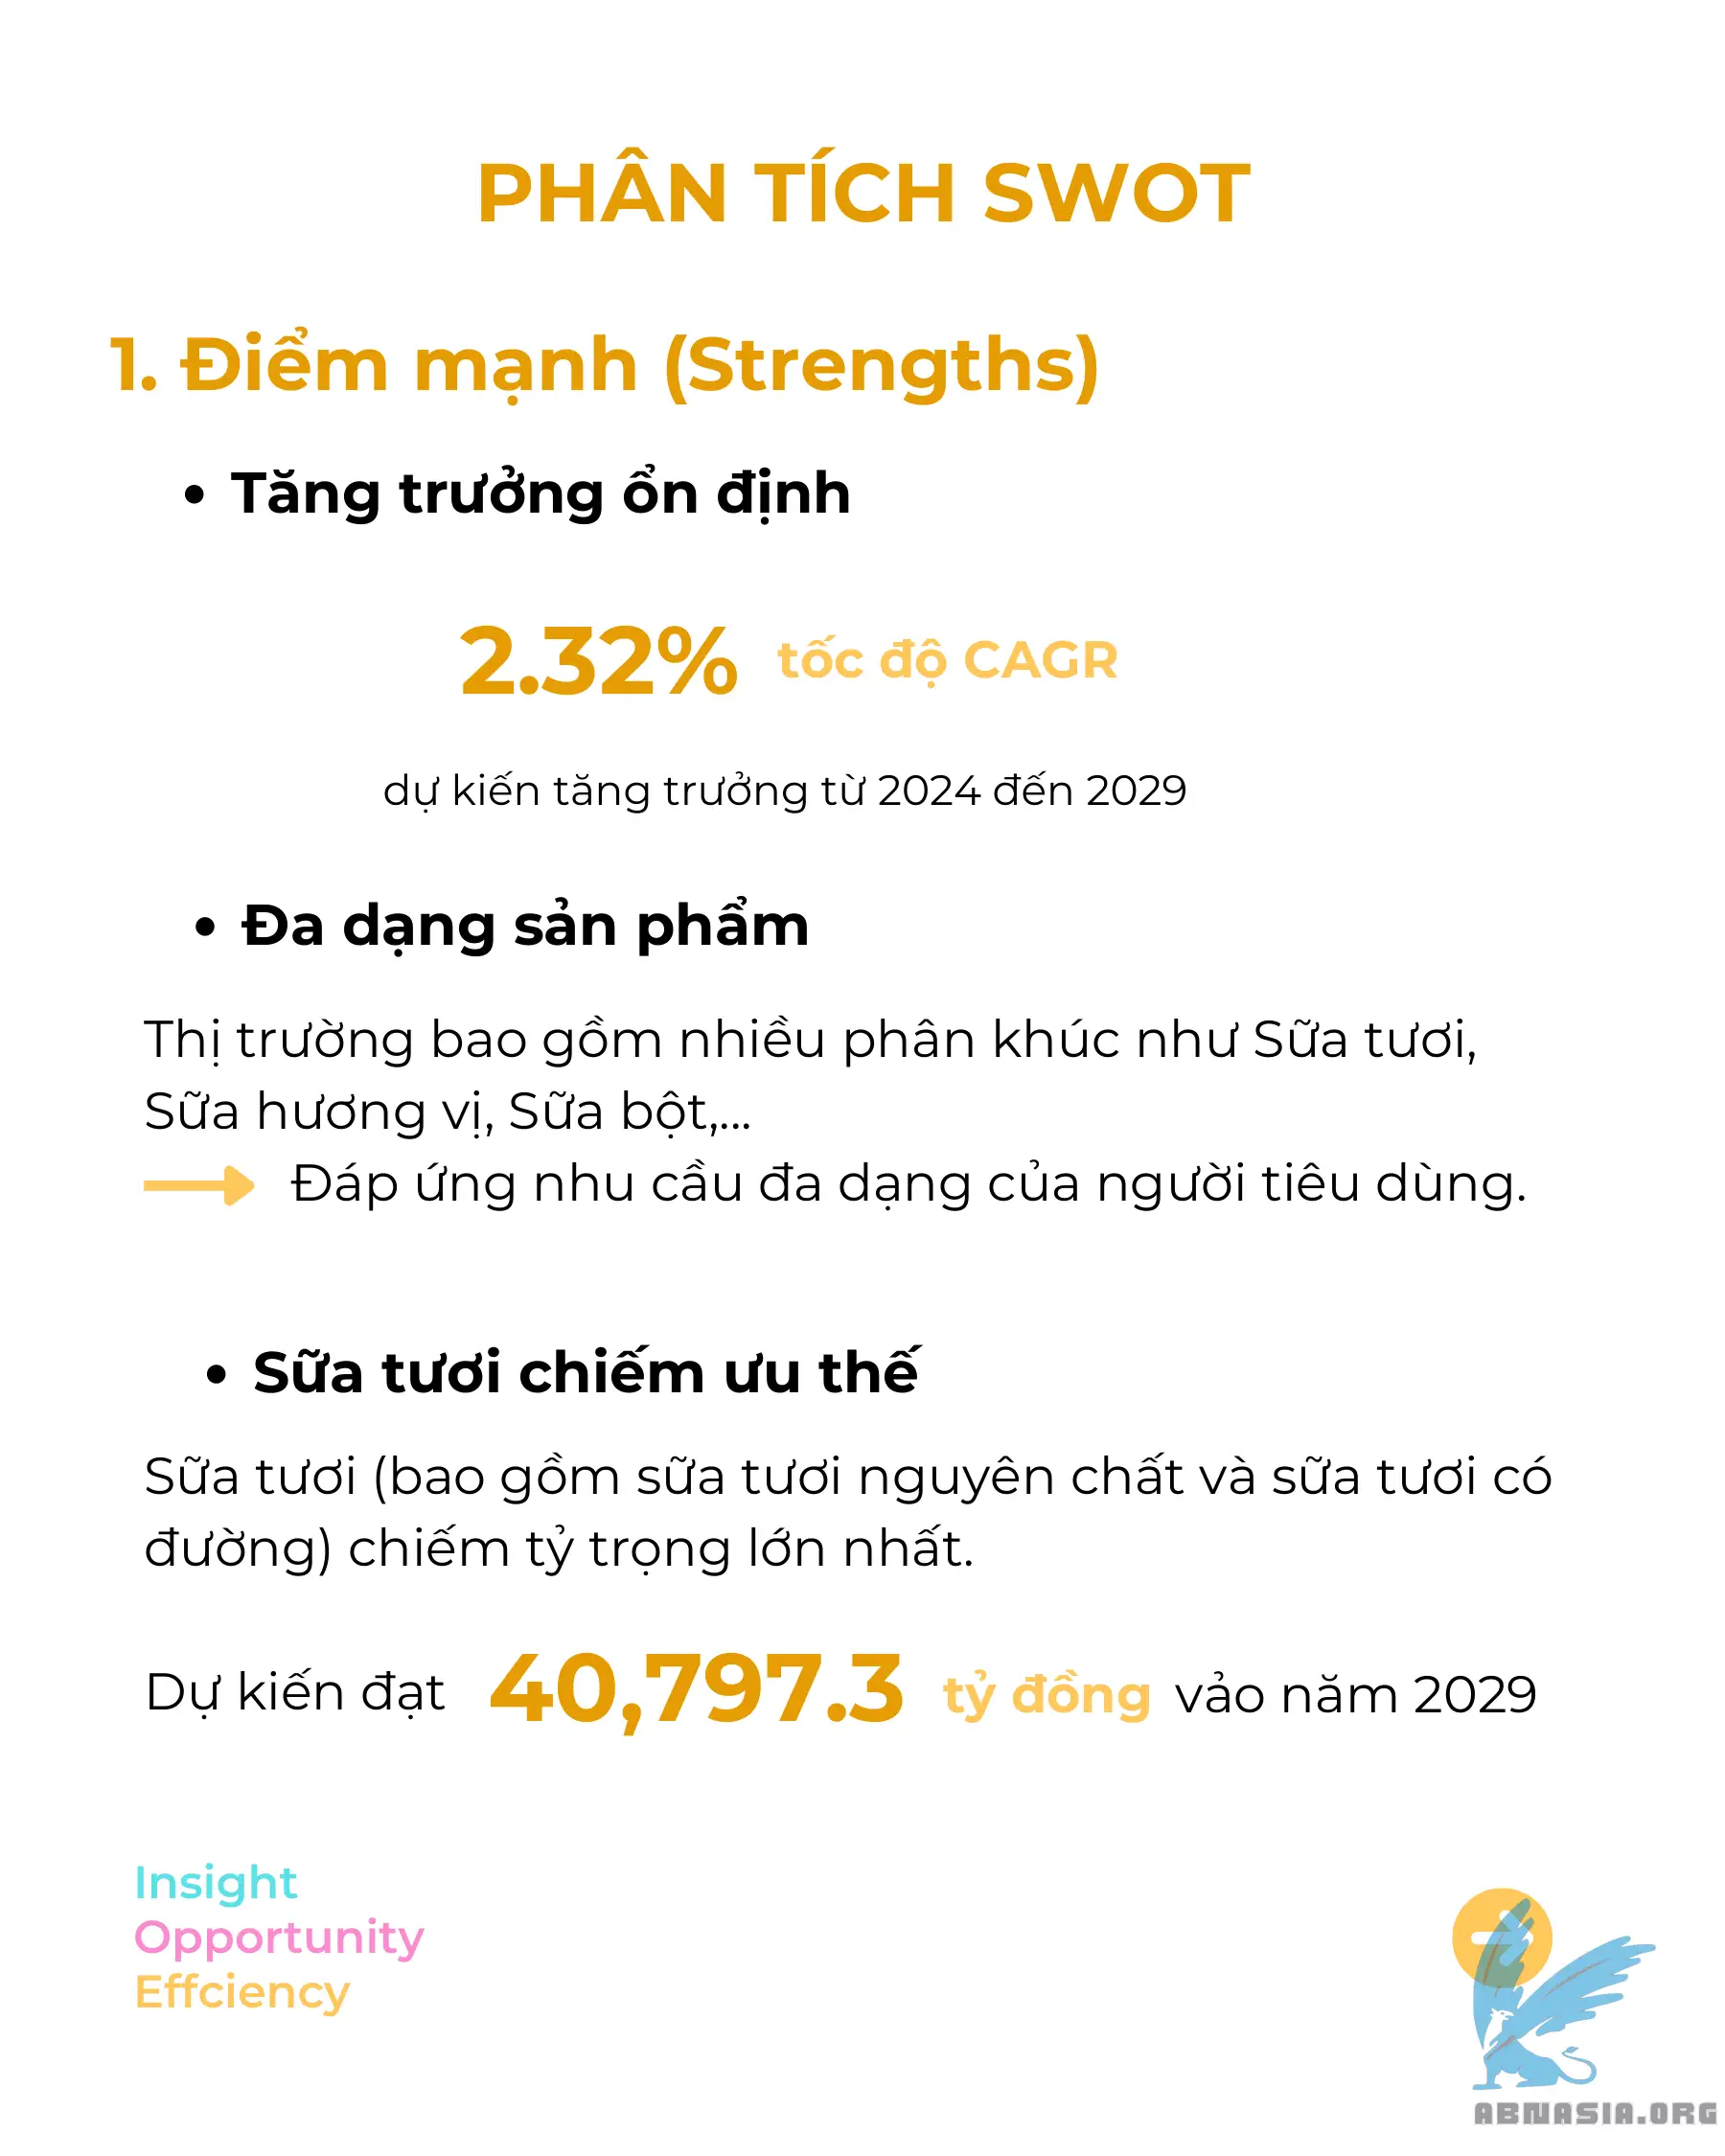 PHÂN TÍCH SWOT
1. Điểm mạnh (Strengths)
• Tăng trưởng ổn định
2.32% tốc độ CAGR
dự kiến tăng trưởng từ 2024 đến 2029
• Đa dạng sản phẩm
Thị trường bao gồm nhiều phân khúc như Sữa tươi,
Sữa hương vị, Sữa bột,...
Đáp ứng nhu cầu đa dạng của người tiêu dùng.
• Sữa tươi chiếm ưu thế
Sữa tươi (bao gồm sữa tươi nguyên chất và sữa tươi có
đường) chiếm tỷ trọng lớn nhất.
Dự kiến đạt 40,797.3 tỷ đồng vảo năm 2029
Insight
Opportunity
Effciency
ABNASIA.ORG